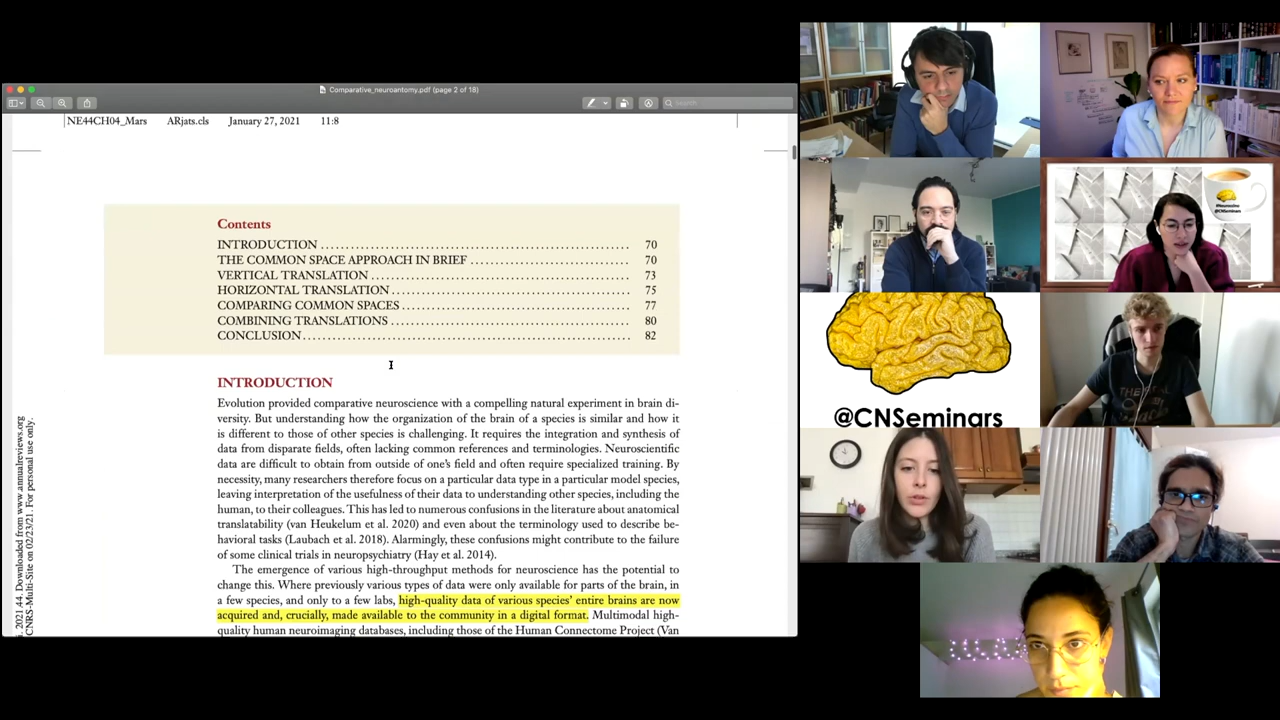 Comparative_neuroantomy.pdf (page 2 of 18)
Search
NE44CH04_Mars ARjats.cls January 27, 2021 11:8
Contents
INTRODUCTION ........ 70
THE COMMON SPACE APPROACH IN BRIEF ........ 70
VERTICAL TRANSLATION ........ 73
HORIZONTAL TRANSLATION ........ 75
COMPARING COMMON SPACES ........ 77
COMBINING TRANSLATIONS ........ 80
CONCLUSION ........ 82
INTRODUCTION
Evolution provided comparative neuroscience with a compelling natural experiment in brain di-
versity. But understanding how the organization of the brain of a species is similar and how it
is different to those of other species is challenging. It requires the integration and synthesis of
data from disparate fields, often lacking common references and terminologies. Neuroscientific
data are difficult to obtain from outside of one's field and often require specialized training. By
necessity, many researchers therefore focus on a particular data type in a particular model species,
leaving interpretation of the usefulness of their data to understanding other species, including the
human, to their colleagues. This has led to numerous confusions in the literature about anatomical
translatability (van Heukelum et al. 2020) and even about the terminology used to describe be-
havioral tasks (Laubach et al. 2018). Alarmingly, these confusions might contribute to the failure
of some clinical trials in neuropsychiatry (Hay et al. 2014).
The emergence of various high-throughput methods for neuroscience has the potential to
change this. Where previously various types of data were only available for parts of the brain, in
a few species, and only to a few labs, high-quality data of various species' entire brains are now
acquired and, crucially, made available to the community in a digital format. Multimodal high-
quality human neuroimaging databases, including those of the Human Connectome Project (Van
i. 2021.44. Downloaded from www.annualreviews.org
CNRS-Multi-Site on 02/23/21. For personal use only.
@CNSeminars
@CNSeminars